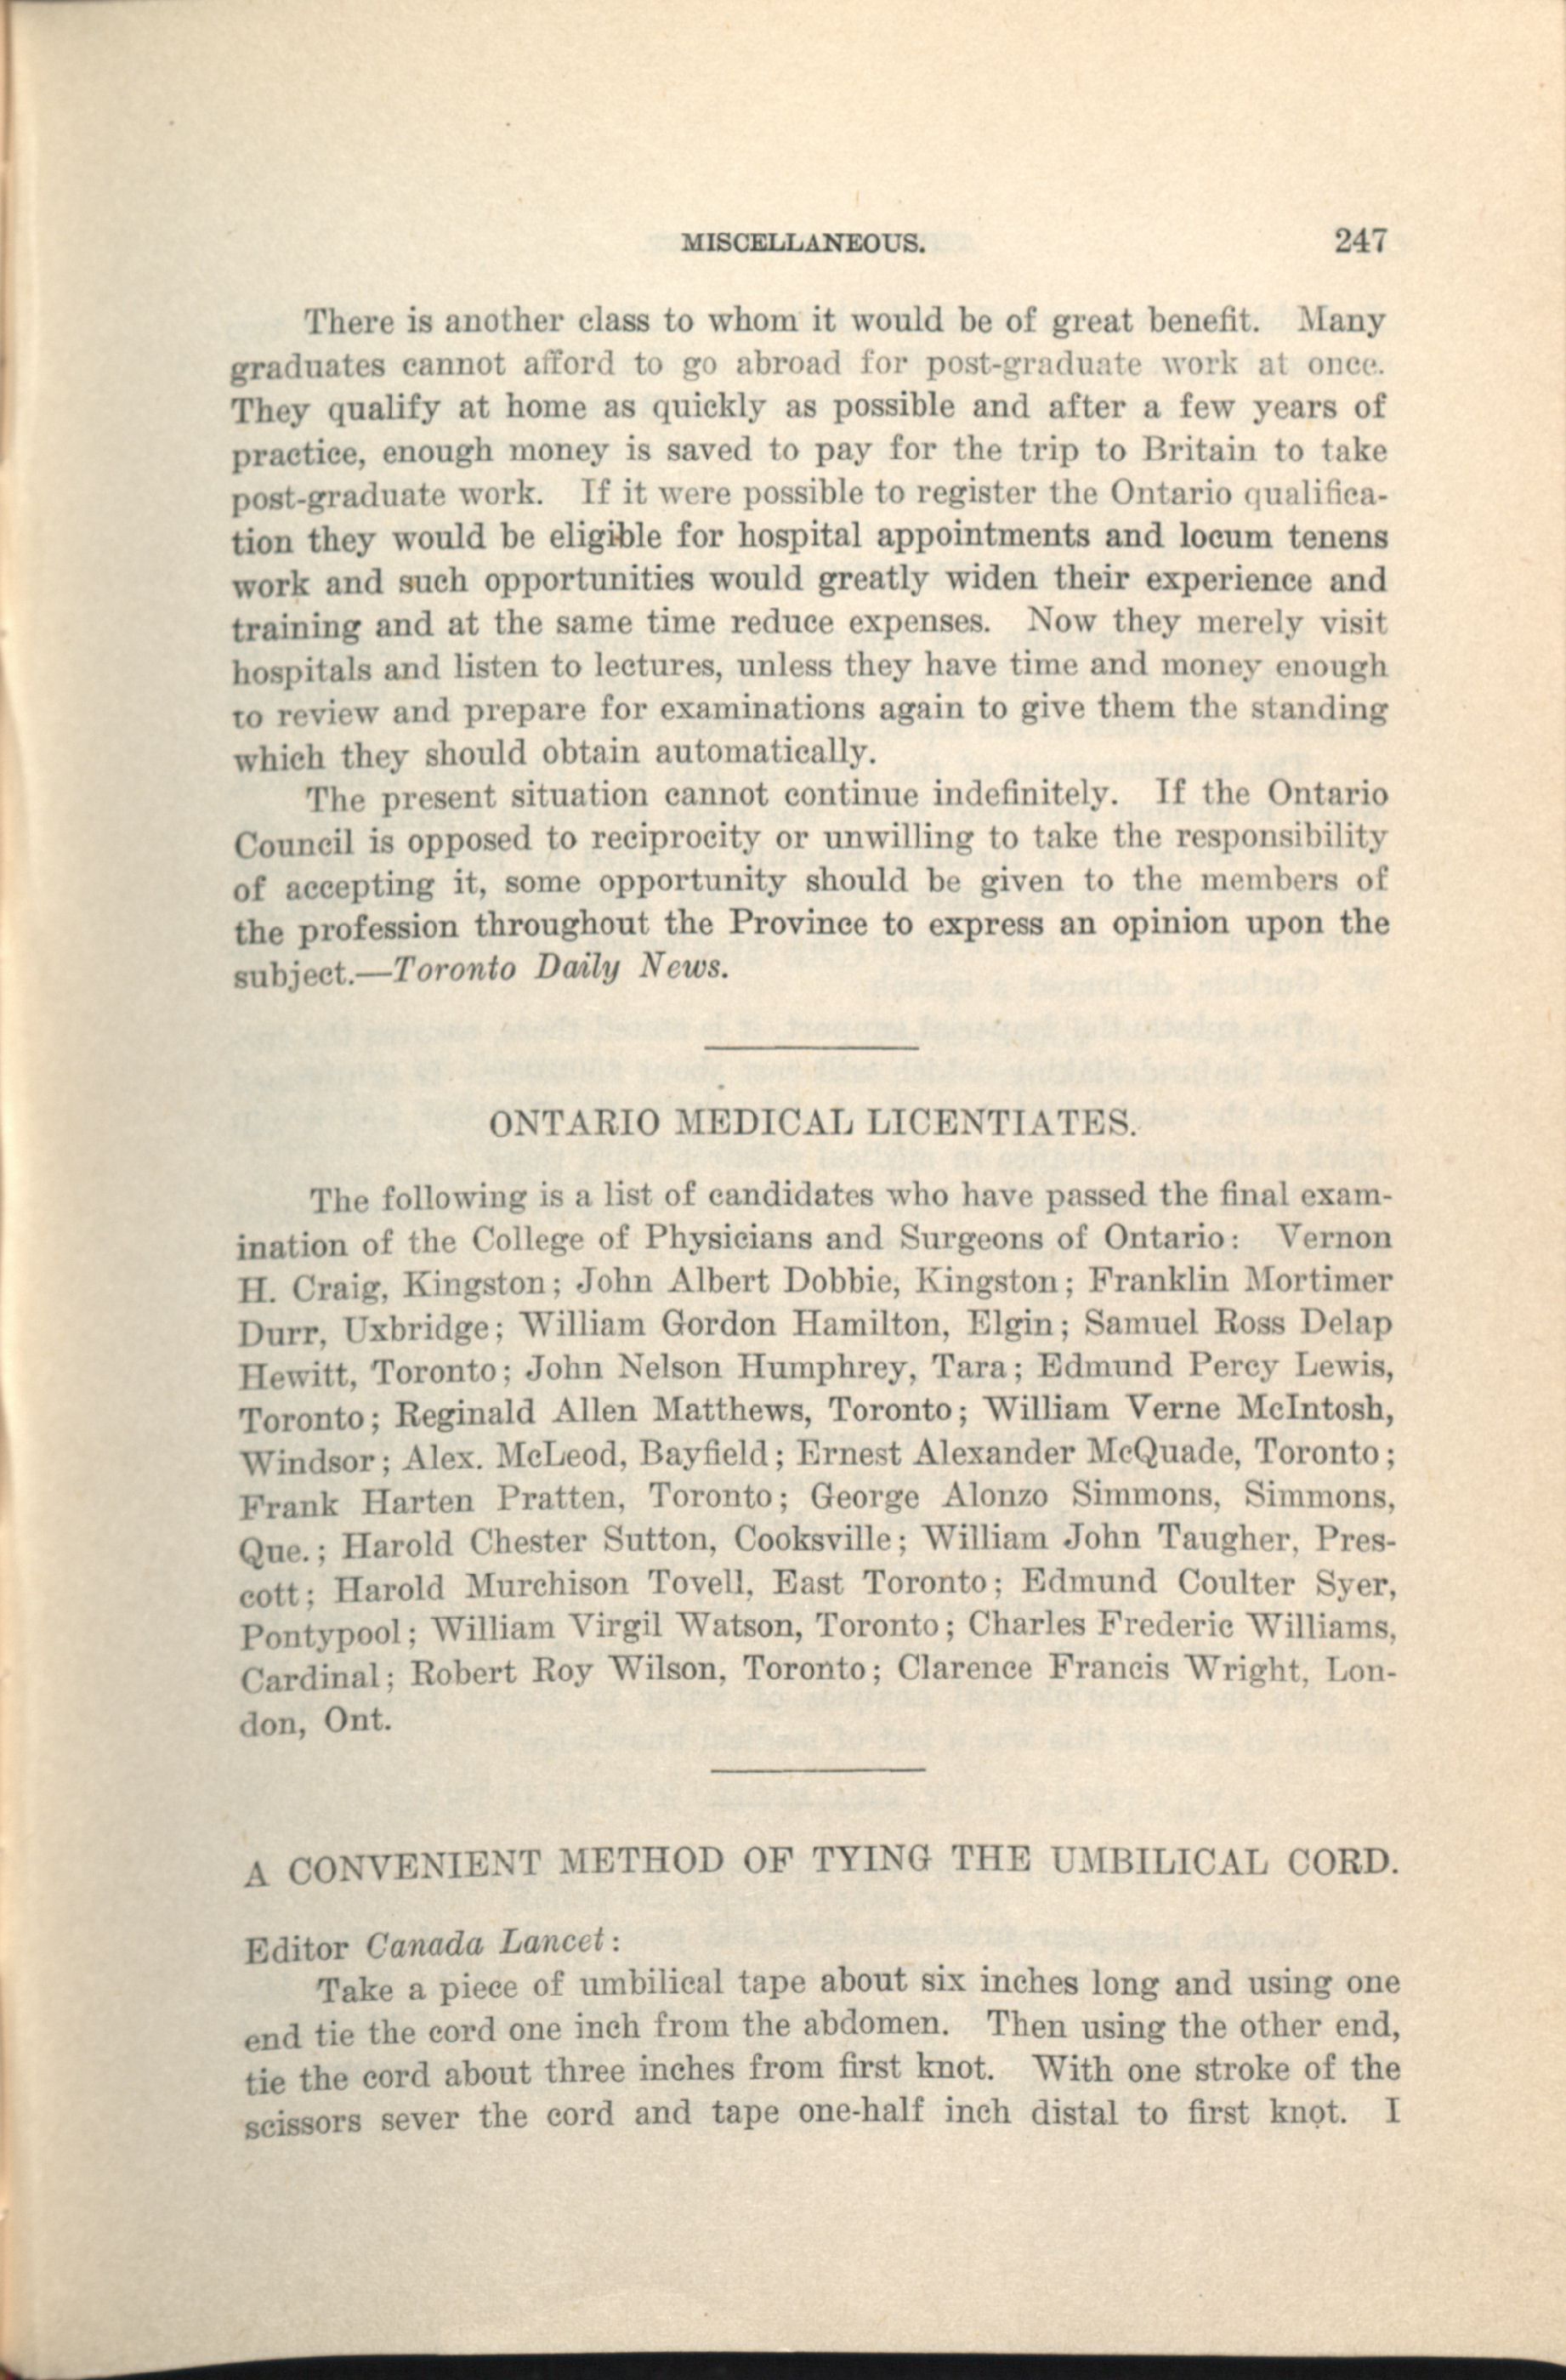 MISCELLANEOUS. 247
There is another class to whom it would be of great benefit. Many
graduates cannot afford to go abroad for post-graduate work at once.
They qualify at home as quickly as possible and after a few years of
practice, enough money is saved to pay for the trip to Britain to take
post-graduate work. If it were possible to register the Ontario qualifica-
tion they would be eligible for hospital appointments and locum tenens
work and such opportunities would greatly widen their experience and
training and at the same time reduce expenses. Now they merely visit
hospitals and listen to lectures, unless they have time and money enough
to review and prepare for examinations again to give them the standing
which they should obtain automatically.
The present situation cannot continue indefinitely. If the Ontario
Council is opposed to reciprocity or unwilling to take the responsibility
of accepting it, some opportunity should be given to the members of
the profession throughout the Province to express an opinion upon the
subject.—Toronto Daily News.
ONTARIO MEDICAL LICENTIATES.
The following is a list of candidates who have passed the final exam-
ination of the College of Physicians and Surgeons of Ontario: Vernon
H. Craig, Kingston; John Albert Dobbie, Kingston; Franklin Mortimer
Durr, Uxbridge; William Gordon Hamilton, Elgin; Samuel Ross Delap
Hewitt, Toronto; John Nelson Humphrey, Tara; Edmund Percy Lewis,
Toronto; Reginald Allen Matthews, Toronto; William Verne McIntosh,
Windsor; Alex. McLeod, Bayfield; Ernest Alexander McQuade, Toronto;
Frank Harten Pratten, Toronto; George Alonzo Simmons, Simmons,
Que.; Harold Chester Sutton, Cooksville; William John Taugher, Pres-
cott; Harold Murchison Tovell, East Toronto; Edmund Coulter Syer,
Pontypool; William Virgil Watson, Toronto; Charles Frederic Williams,
Cardinal; Robert Roy Wilson, Toronto; Clarence Francis Wright, Lon-
don, Ont.
A CONVENIENT METHOD OF TYING THE UMBILICAL CORD.
Editor Canada Lancet:
Take a piece of umbilical tape about six inches long and using one
end tie the cord one inch from the abdomen. Then using the other end,
tie the cord about three inches from first knot. With one stroke of the
scissors sever the cord and tape one-half inch distal to first knot. I